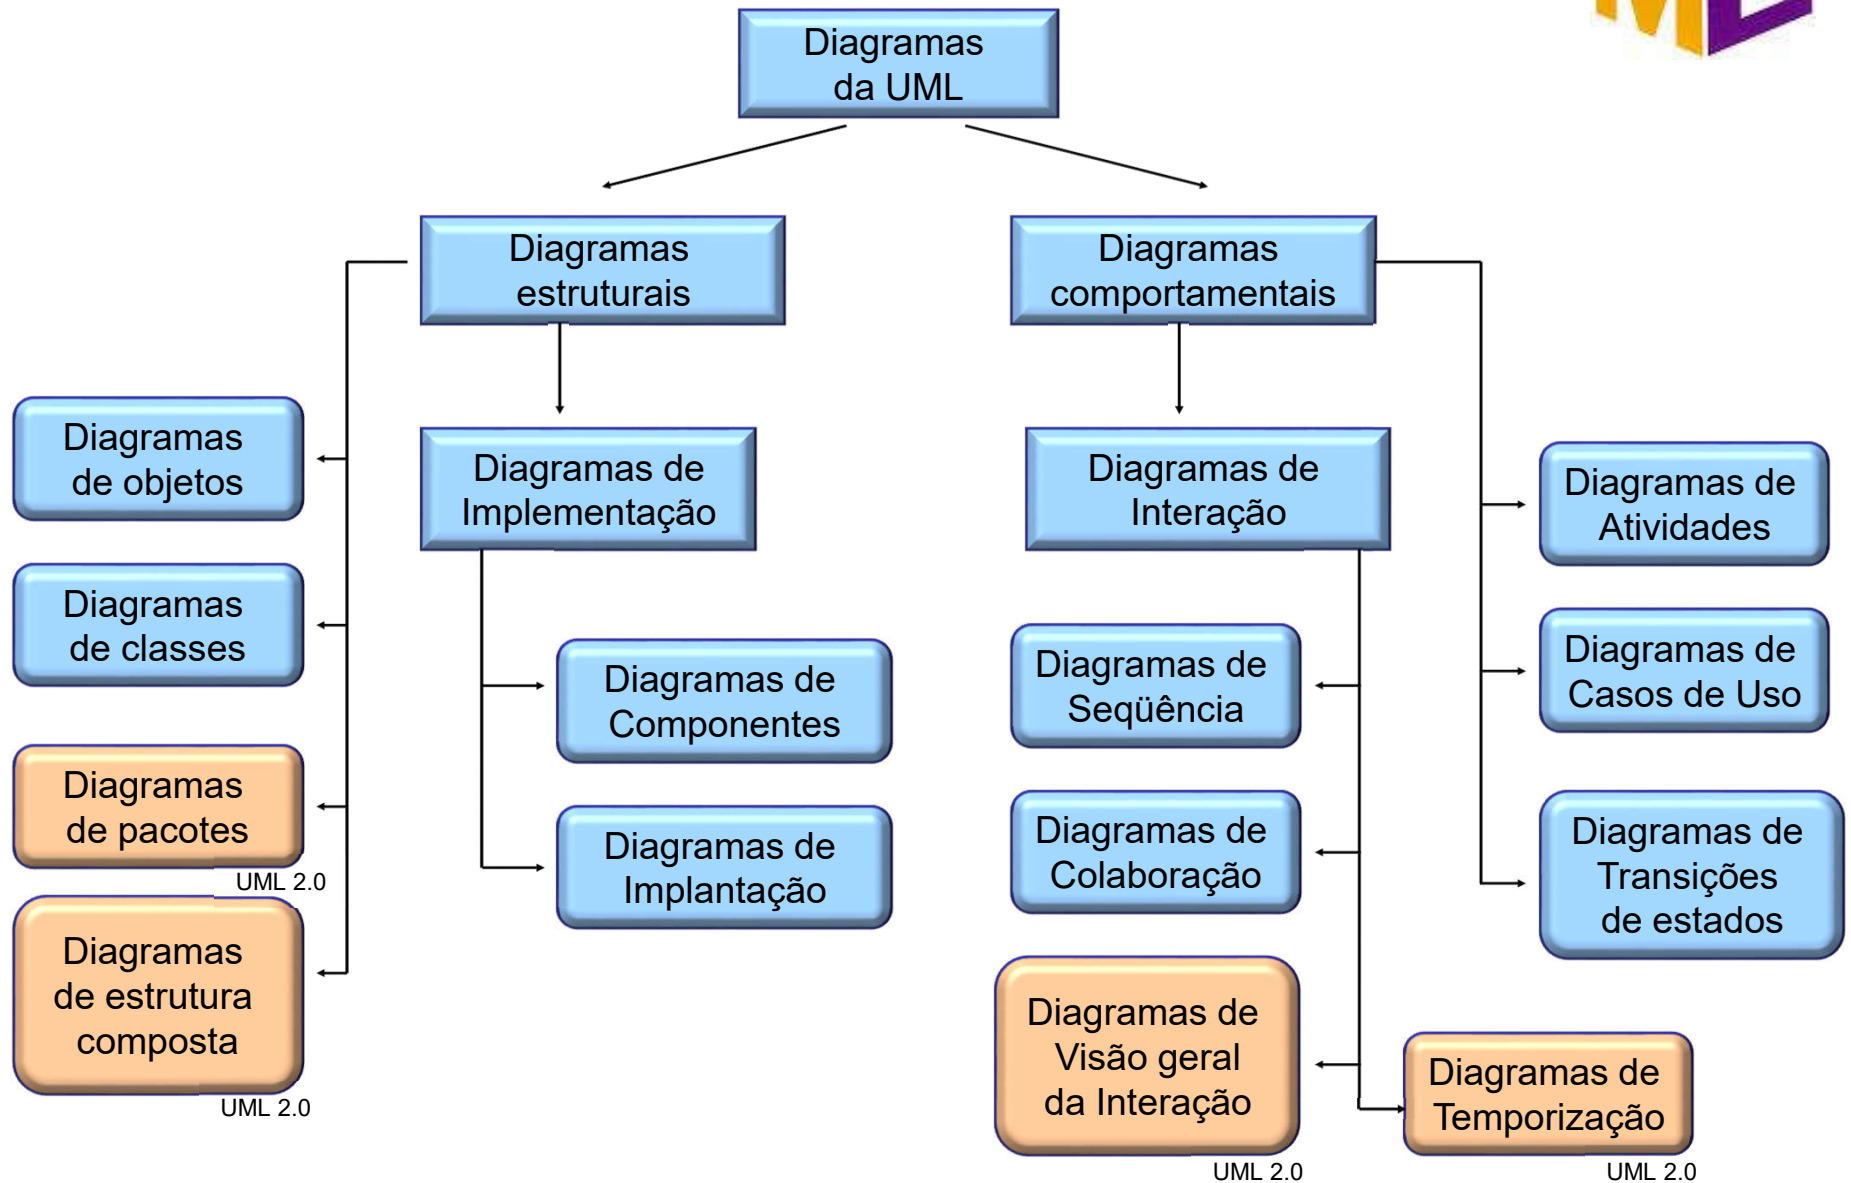 Diagramas
da UML
Diagramas
estruturais
Diagramas
comportamentais
Diagramas
de objetos
Diagramas de
Implementação
Diagramas de
Interação
Diagramas de
Atividades
Diagramas
de classes
Diagramas de
Componentes
Diagramas de
Seqüência
Diagramas de
Casos de Uso
Diagramas
de pacotes
UML 2.0
Diagramas de
Implantação
Diagramas de
Colaboração
Diagramas de
Transições
de estados
Diagramas
de estrutura
composta
UML 2.0
Diagramas de
Visão geral
da Interação
UML 2.0
Diagramas de
Temporização
UML 2.0